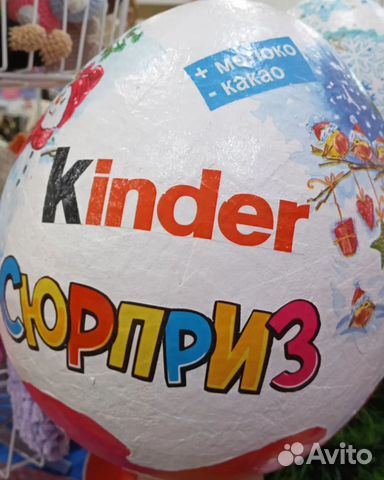 + молоко
- какао
Kinder
СЮРПРИЗ
Avito